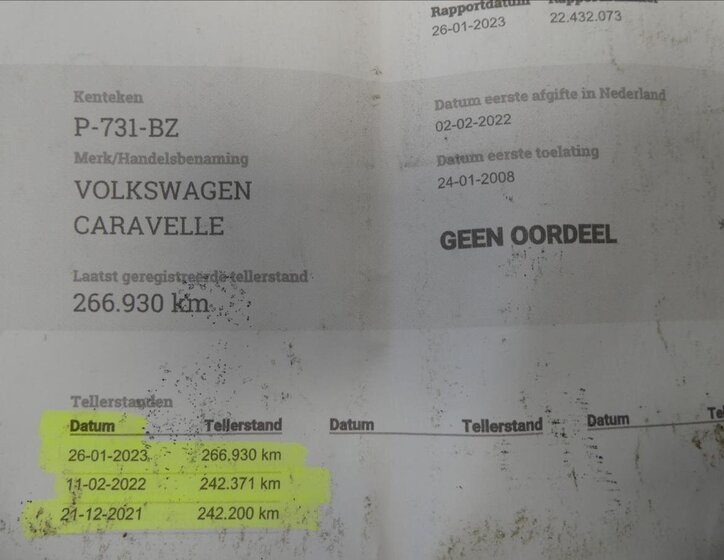 Rapportdatum
26-01-2023
22.432.073
Kenteken
P-731-BZ
Merk/Handelsbenaming
VOLKSWAGEN
CARAVELLE
Laatst geregistreerde tellerstand
266.930 km
Datum eerste afgifte in Nederland
02-02-2022
Datum eerste toelating
24-01-2008
GEEN OORDEEL
Tellerstanden
Datum Tellerstand Datum Tellerstand Datum
26-01-2023 266.930 km
11-02-2022 242.371 km
21-12-2021 242.200 km